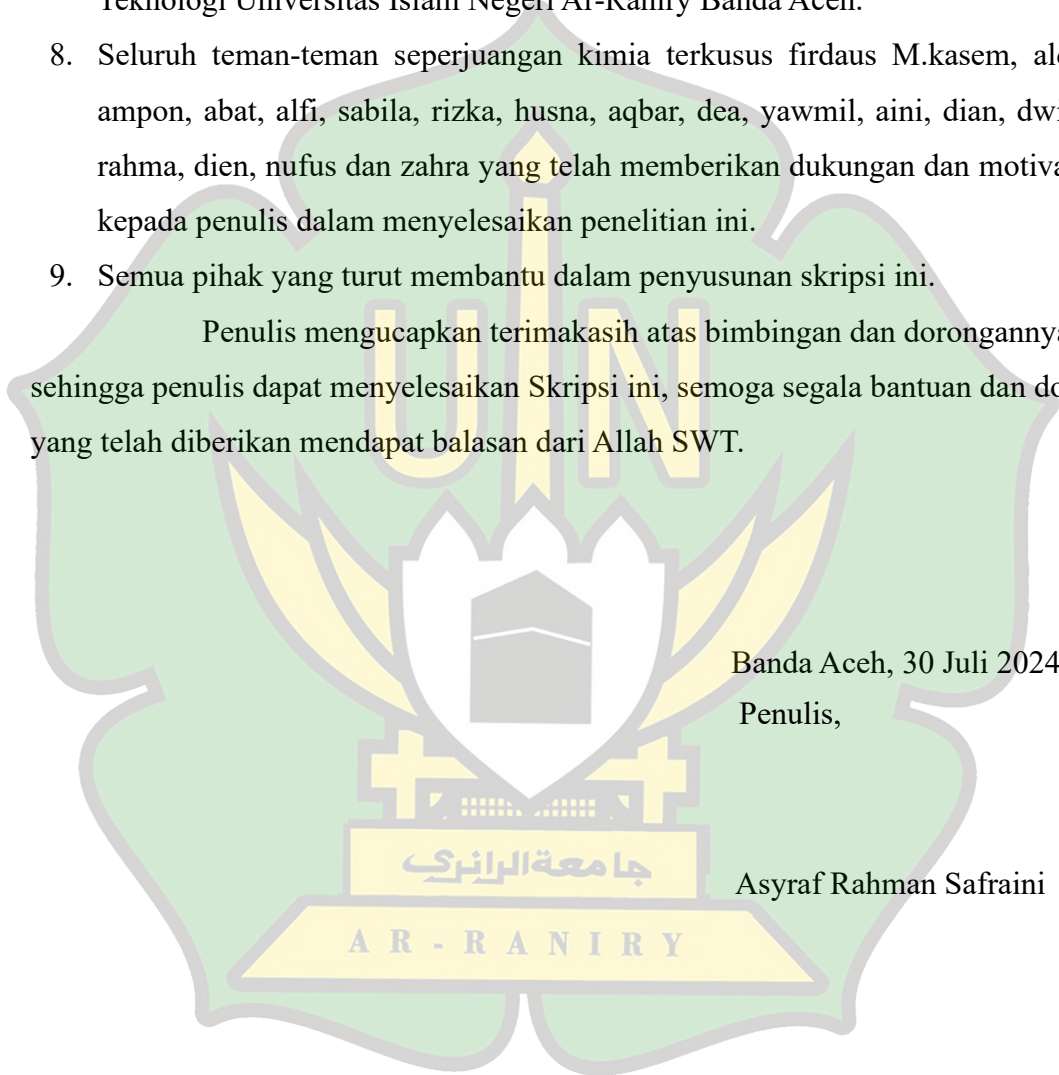 Teknologi Universitas Islam Negeri Ar-Raniry Banda Aceh.
8. Seluruh teman-teman seperjuangan kimia terkusus firdaus M.kasem,
ampon, abat, alfi, sabila, rizka, husna, aqbar, dea, yawmil, aini, dian,
rahma, dien, nufus dan zahra yang telah memberikan dukungan dan
kepada penulis dalam menyelesaikan penelitian ini.
9. Semua pihak yang turut membantu dalam penyusunan skripsi ini.
Penulis mengucapkan terimakasih atas bimbingan dan dorongannya
sehingga penulis dapat menyelesaikan Skripsi ini, semoga segala bantuan dan
yang telah diberikan mendapat balasan dari Allah SWT.
UIN
Banda Aceh, 30 Juli 2024
Penulis,
جامعة الرانري
Asyraf Rahman Safraini
AR-RANIRY